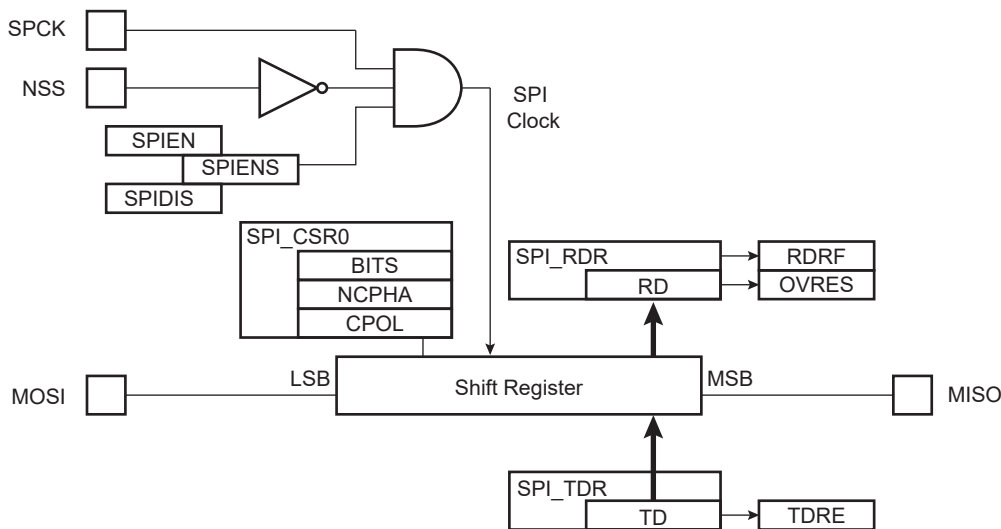 SPCK
NSS
SPI
Clock
SPIEN
SPIENS
SPIDIS
SPI_CSR0
BITS
NCPHA
CPOL
SPI_RDR
RD
RDRF
OVRES
MOSI
LSB
Shift Register
MSB
MISO
SPI_TDR
TD
TDRE